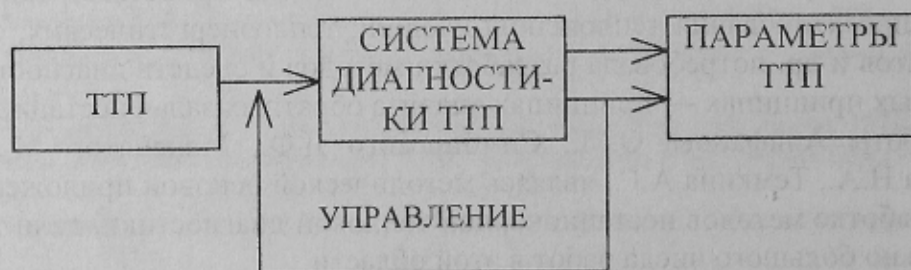 ТТП
СИСТЕМА
ДИАГНОСТИ-
КИ ТТП
ПАРАМЕТРЫ
ТТП
УПРАВЛЕНИЕ